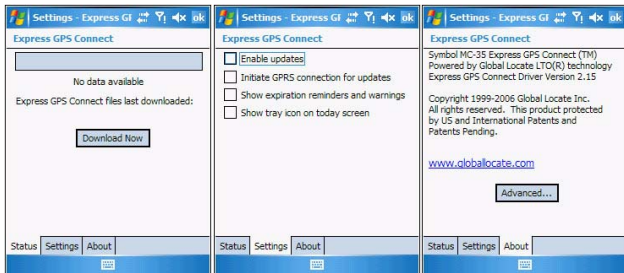 Settings - Express GI
ok
Express GPS Connect
No data available
Express GPS Connect files last downloaded:
Download Now
Status Settings About
Settings - Express GI
ok
Express GPS Connect
Enable updates
Initiate GPRS connection for updates
Show expiration reminders and warnings
Show tray icon on today screen
Status Settings About
Settings - Express GI
ok
Express GPS Connect
Symbol MC-35 Express GPS Connect (TM)
Powered by Global Locate LTO(R) technology
Express GPS Connect Driver Version 2.15
Copyright 1999-2006 Global Locate Inc.
All rights reserved. This product protected
by US and International Patents and
Patents Pending.
www.globallocate.com
Advanced...
Status Settings About